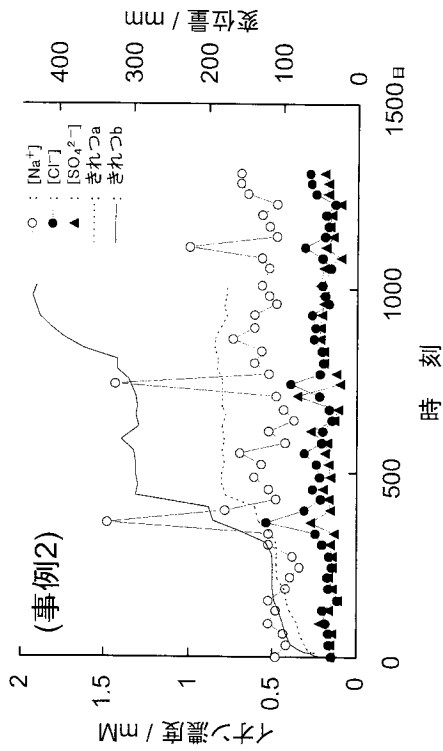 (事例2)
○ : [Na⁺]
● : [Cl⁻]
▲ : [SO₄²⁻]
······ : きれつa
—— : きれつb
イオン濃度 / mM
2
1.5
1
0.5
0
変位量 / mm
400
300
200
100
0
0
500
1000
1500日
時 刻